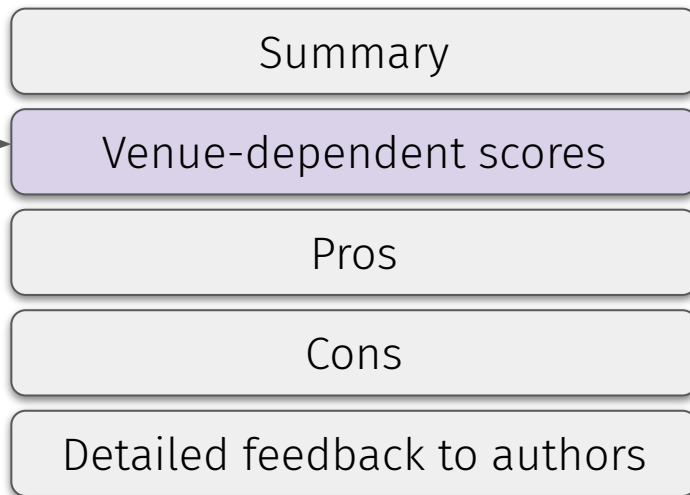 Summary
Venue-dependent scores
Pros
Cons
Detailed feedback to authors